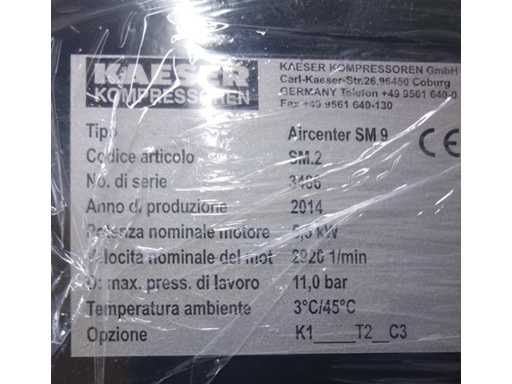 KAESER
KOMPRESSOREN
KAESER KOMPRESSOREN GmbH
Carl-Kaeser-Str.26,96450 Coburg
GERMANY Telefon +49 9561 640-0
Fax +49 9561 640-130
CE
Tipo Aircenter SM 9
Codice articolo SM.2
No. di serie
Anno di produzione 2014
Potenza nominale motore kW
Velocita nominale del mot 1/min
max. press. di lavoro 11,0 bar
Temperatura ambiente 3°C/45°C
Opzione K1____T2__C3